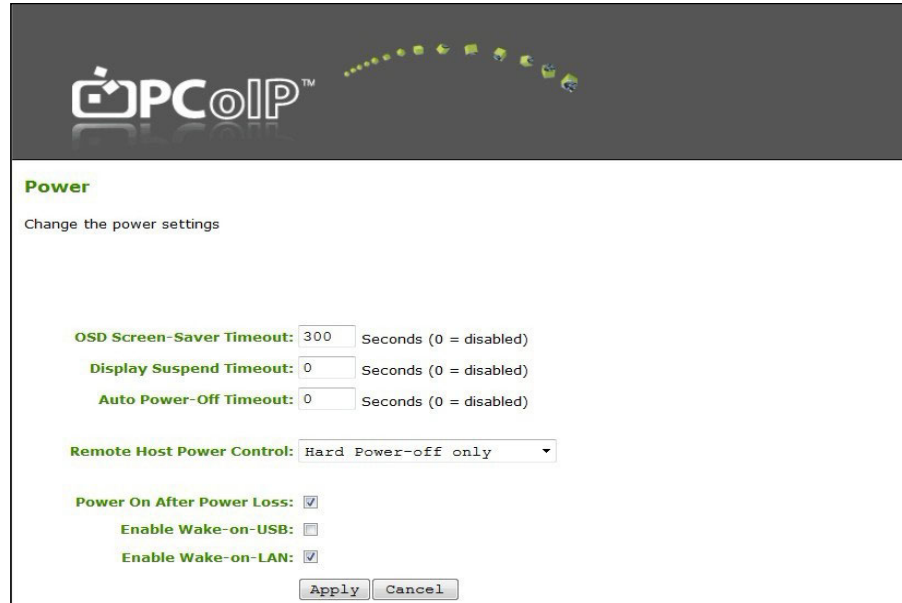 PCoIP™
Power
Change the power settings
OSD Screen-Saver Timeout: 300 Seconds (0 = disabled)
Display Suspend Timeout: 0 Seconds (0 = disabled)
Auto Power-Off Timeout: 0 Seconds (0 = disabled)
Remote Host Power Control: Hard Power-off only
Power On After Power Loss:
Enable Wake-on-USB:
Enable Wake-on-LAN:
Apply Cancel